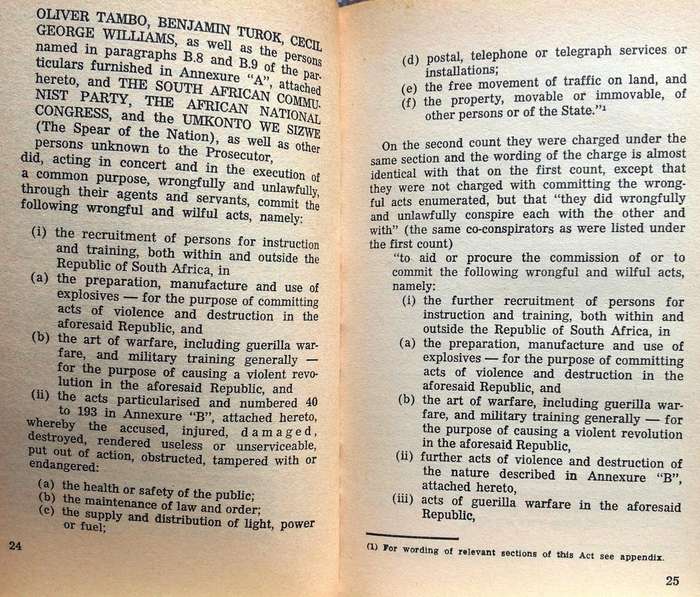 OLIVER TAMBO, BENJAMIN TUROK, CECIL
GEORGE WILLIAMS, as well as the persons
named in paragraphs B.8 and B.9 of the par-
ticulars furnished in Annexure "A", attached
hereto, and THE SOUTH AFRICAN COMMU-
NIST PARTY, THE AFRICAN NATIONAL
CONGRESS, and the UMKONTO WE SIZWE
(The Spear of the Nation), as well as other
persons unknown to the Prosecutor,
did, acting in concert and in the execution of
a common purpose, wrongfully and unlawfully,
through their agents and servants, commit the
following wrongful and wilful acts, namely:
(i) the recruitment of persons for instruction
and training, both within and outside the
Republic of South Africa, in
(a) the preparation, manufacture and use of
explosives — for the purpose of committing
acts of violence and destruction in the
aforesaid Republic, and
(b) the art of warfare, including guerilla war-
fare, and military training generally —
for the purpose of causing a violent revo-
lution in the aforesaid Republic, and
(ii) the acts particularised and numbered 40
to 193 in Annexure "B", attached hereto,
whereby the accused, injured, damaged,
destroyed, rendered useless or unserviceable,
put out of action, obstructed, tampered with or
endangered:
(a) the health or safety of the public;
(b) the maintenance of law and order;
(c) the supply and distribution of light, power
or fuel;
24
(d) postal, telephone or telegraph services or
installations;
(e) the free movement of traffic on land, and
(f) the property, movable or immovable, of
other persons or of the State."¹
On the second count they were charged under the
same section and the wording of the charge is almost
identical with that on the first count, except that
they were not charged with committing the wrong-
ful acts enumerated, but that "they did wrongfully
and unlawfully conspire each with the other and
with" (the same co-conspirators as were listed under
the first count)
"to aid or procure the commission of or to
commit the following wrongful and wilful acts,
namely:
(i) the further recruitment of persons for
instruction and training, both within and
outside the Republic of South Africa, in
(a) the preparation, manufacture and use of
explosives — for the purpose of committing
acts of violence and destruction in the
aforesaid Republic, and
(b) the art of warfare, including guerilla war-
fare, and military training generally — for
the purpose of causing a violent revolution
in the aforesaid Republic,
(ii) further acts of violence and destruction of
the nature described in Annexure "B",
attached hereto,
(iii) acts of guerilla warfare in the aforesaid
Republic,
(1) For wording of relevant sections of this Act see appendix.
25